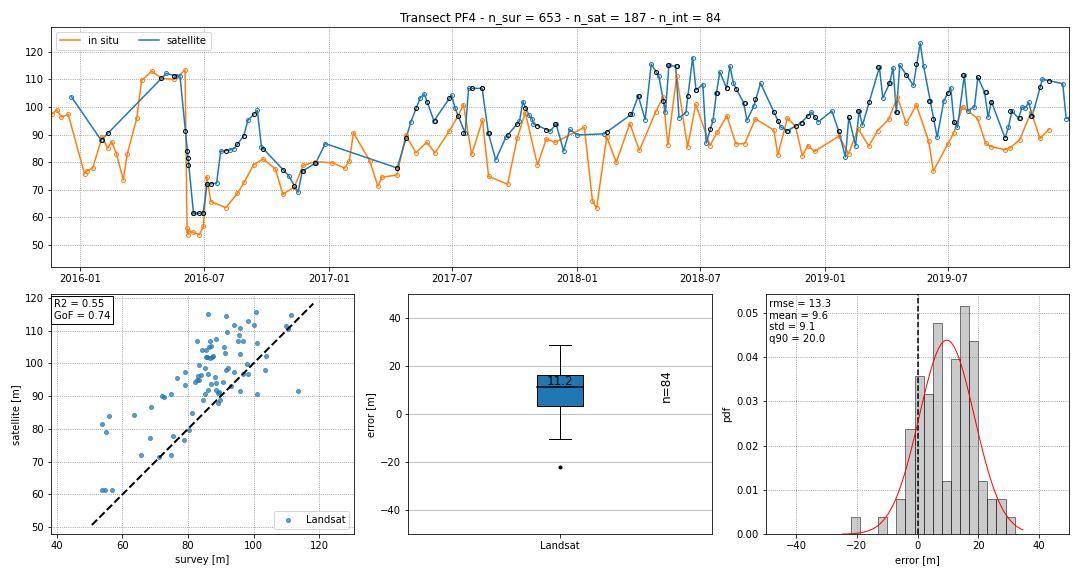 Transect PF4 - n_sur = 653 - n_sat = 187 - n_int = 84
in situ satellite
120
110
100
90
80
70
60
50
2016-01 2016-07 2017-01 2017-07 2018-01 2018-07 2019-01 2019-07
R2 = 0.55
GoF = 0.74
satellite [m]
120
110
100
90
80
70
60
50
Landsat
40 60 80 100 120
survey [m]
error [m]
40
20
0
−20
−40
11.2
n=84
Landsat
rmse = 13.3
mean = 9.6
std = 9.1
q90 = 20.0
pdf
0.05
0.04
0.03
0.02
0.01
0.00
−40 −20 0 20 40
error [m]